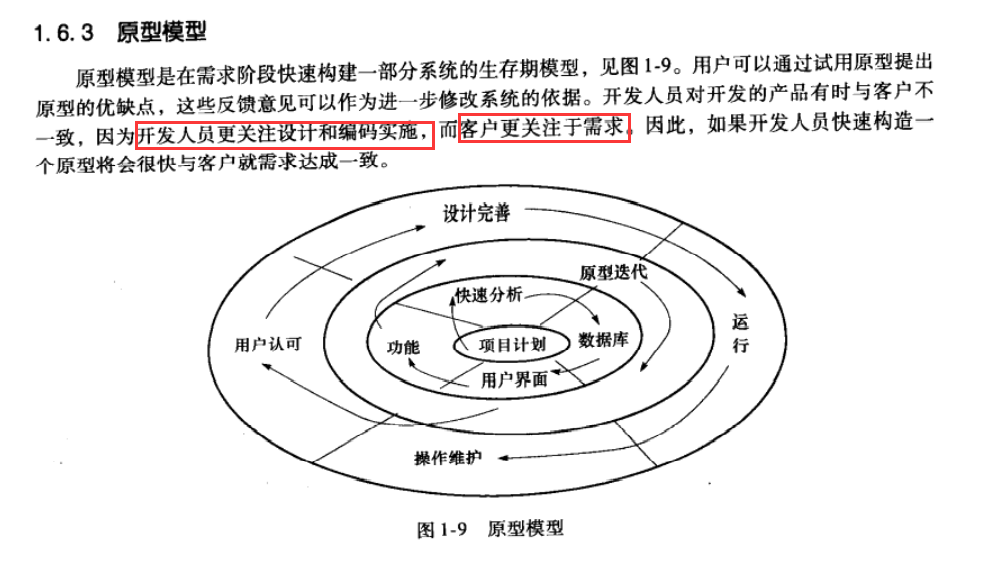 1.6.3 原型模型
原型模型是在需求阶段快速构建一部分系统的生存期模型，见图1-9。用户可以通过试用原型提出
原型的优缺点，这些反馈意见可以作为进一步修改系统的依据。开发人员对开发的产品有时与客户不
一致，因为开发人员更关注设计和编码实施，而客户更关注于需求。因此，如果开发人员快速构造一
个原型将会很快与客户就需求达成一致。
设计完善
原型迭代
快速分析
运
行
用户认可
功能
项目计划
数据库
用户界面
操作维护
图1-9 原型模型